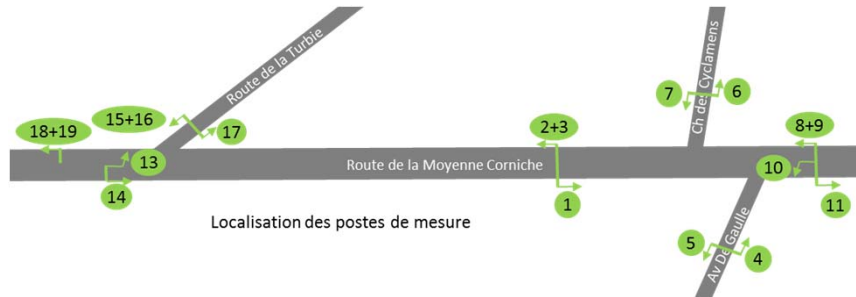 Route de la Turbie
Ch des Cyclamens
15+16
7
6
18+19
17
2+3
8+9
13
Route de la Moyenne Corniche
10
14
1
11
Localisation des postes de mesure
Av De Gaulle
5
4